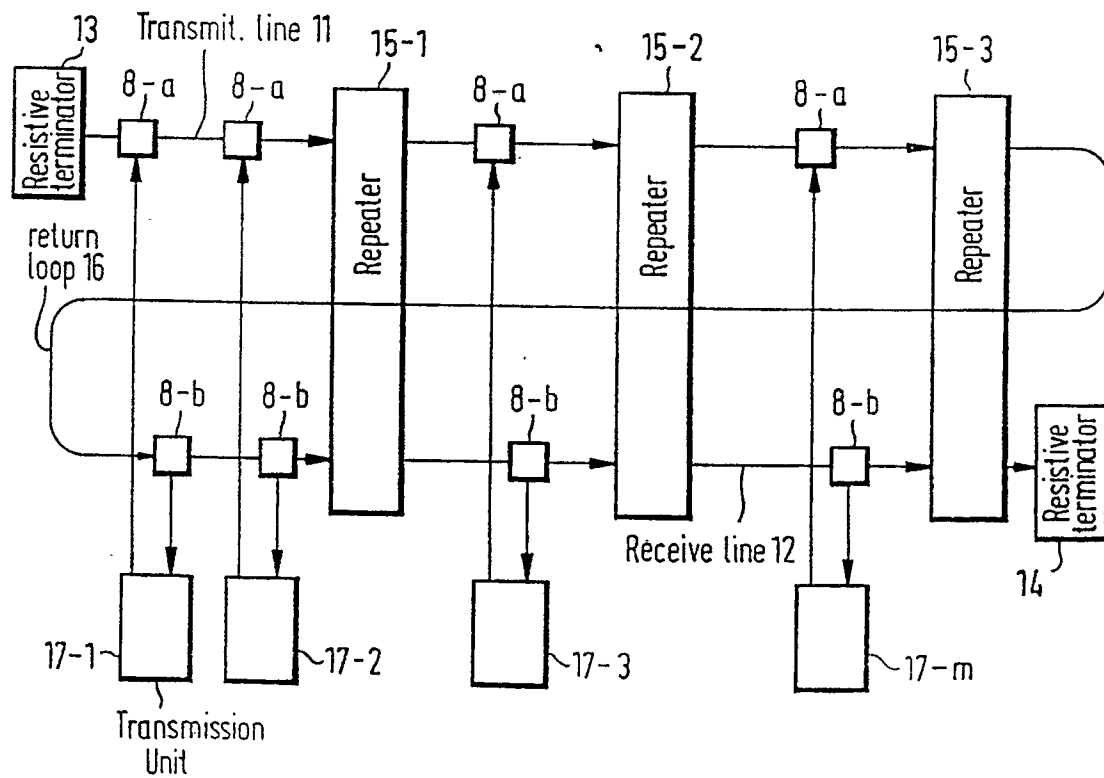 13
Transmit. line 11
15-1
15-2
15-3
8-a
8-a
8-a
8-a
Resistive
terminator
Repeater
Repeater
Repeater
return
loop 16
8-b
8-b
8-b
8-b
Resistive
terminator
Receive line 12
14
17-1
17-2
17-3
17-m
Transmission
Unit